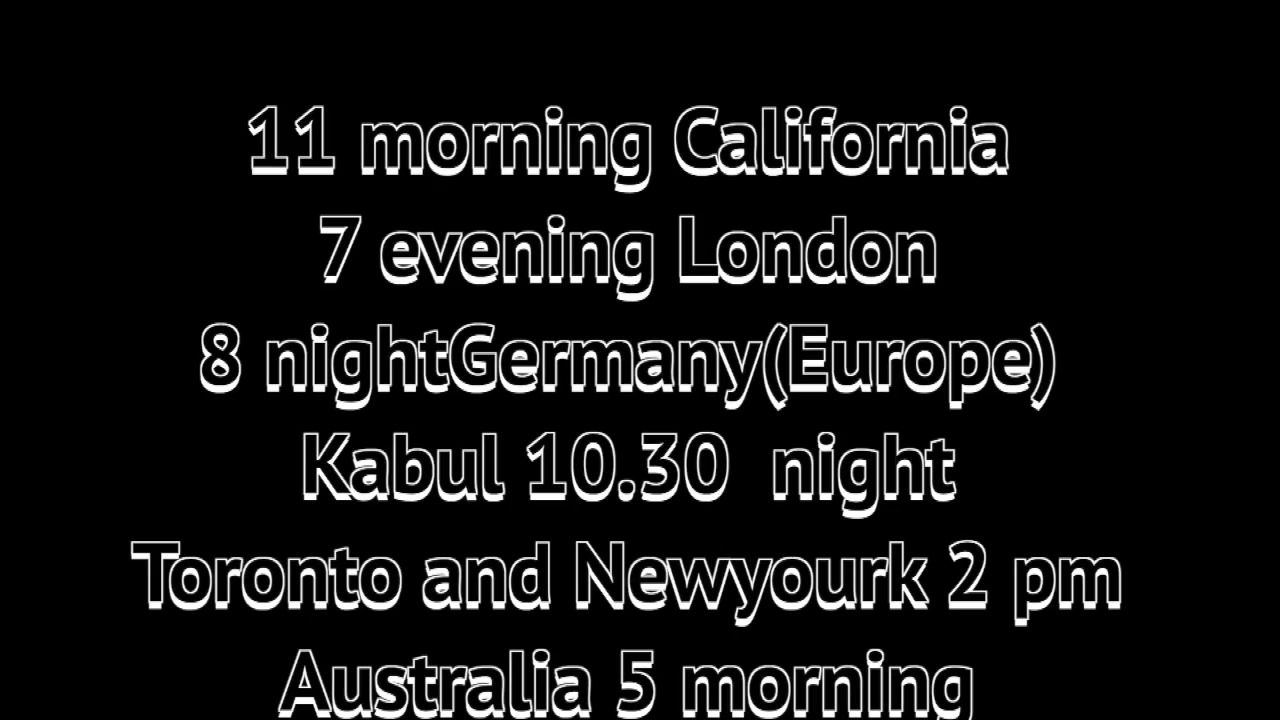 11 morning California
7 evening London
8 nightGermany(Europe)
Kabul 10.30  night
Toronto and Newyourk 2 pm
Australia 5 morning